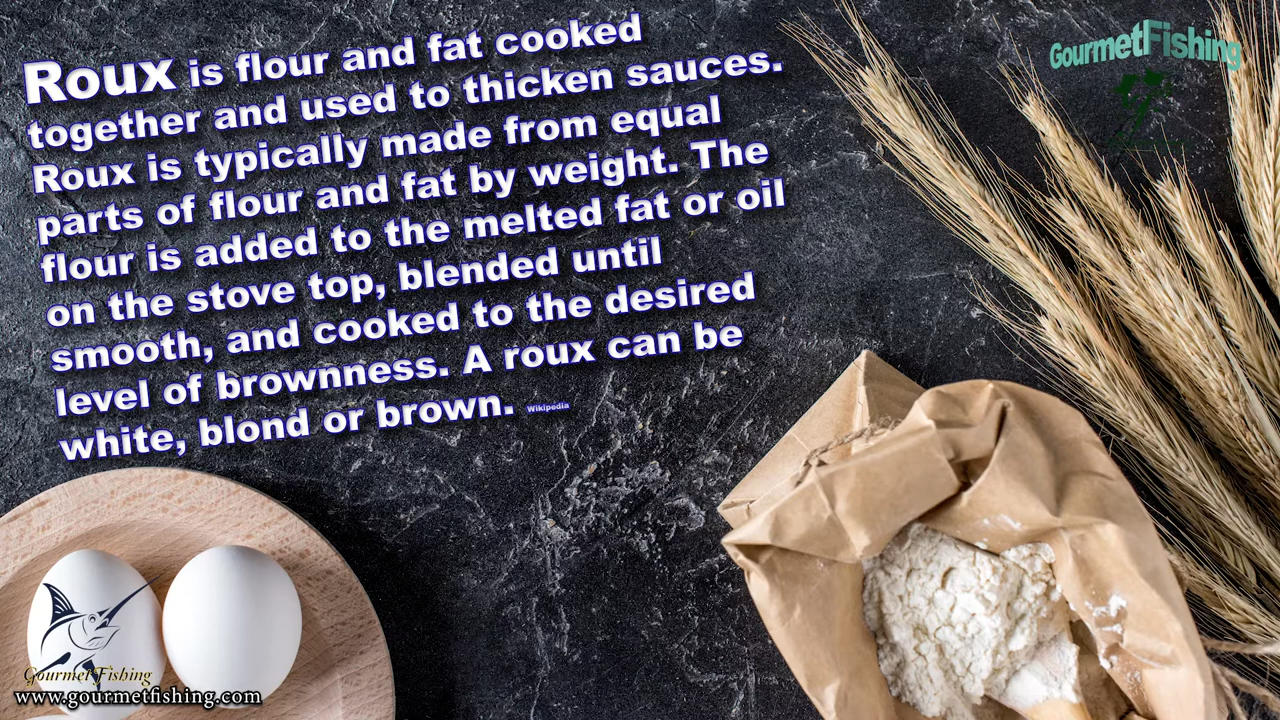 Roux is flour and fat cooked
together and used to thicken sauces.
Roux is typically made from equal
parts of flour and fat by weight. The
flour is added to the melted fat or oil
on the stove top, blended until
smooth, and cooked to the desired
level of brownness. A roux can be
white, blond or brown. Wikipedia
GourmetFishing
GourmetFishing
www.gourmetfishing.com